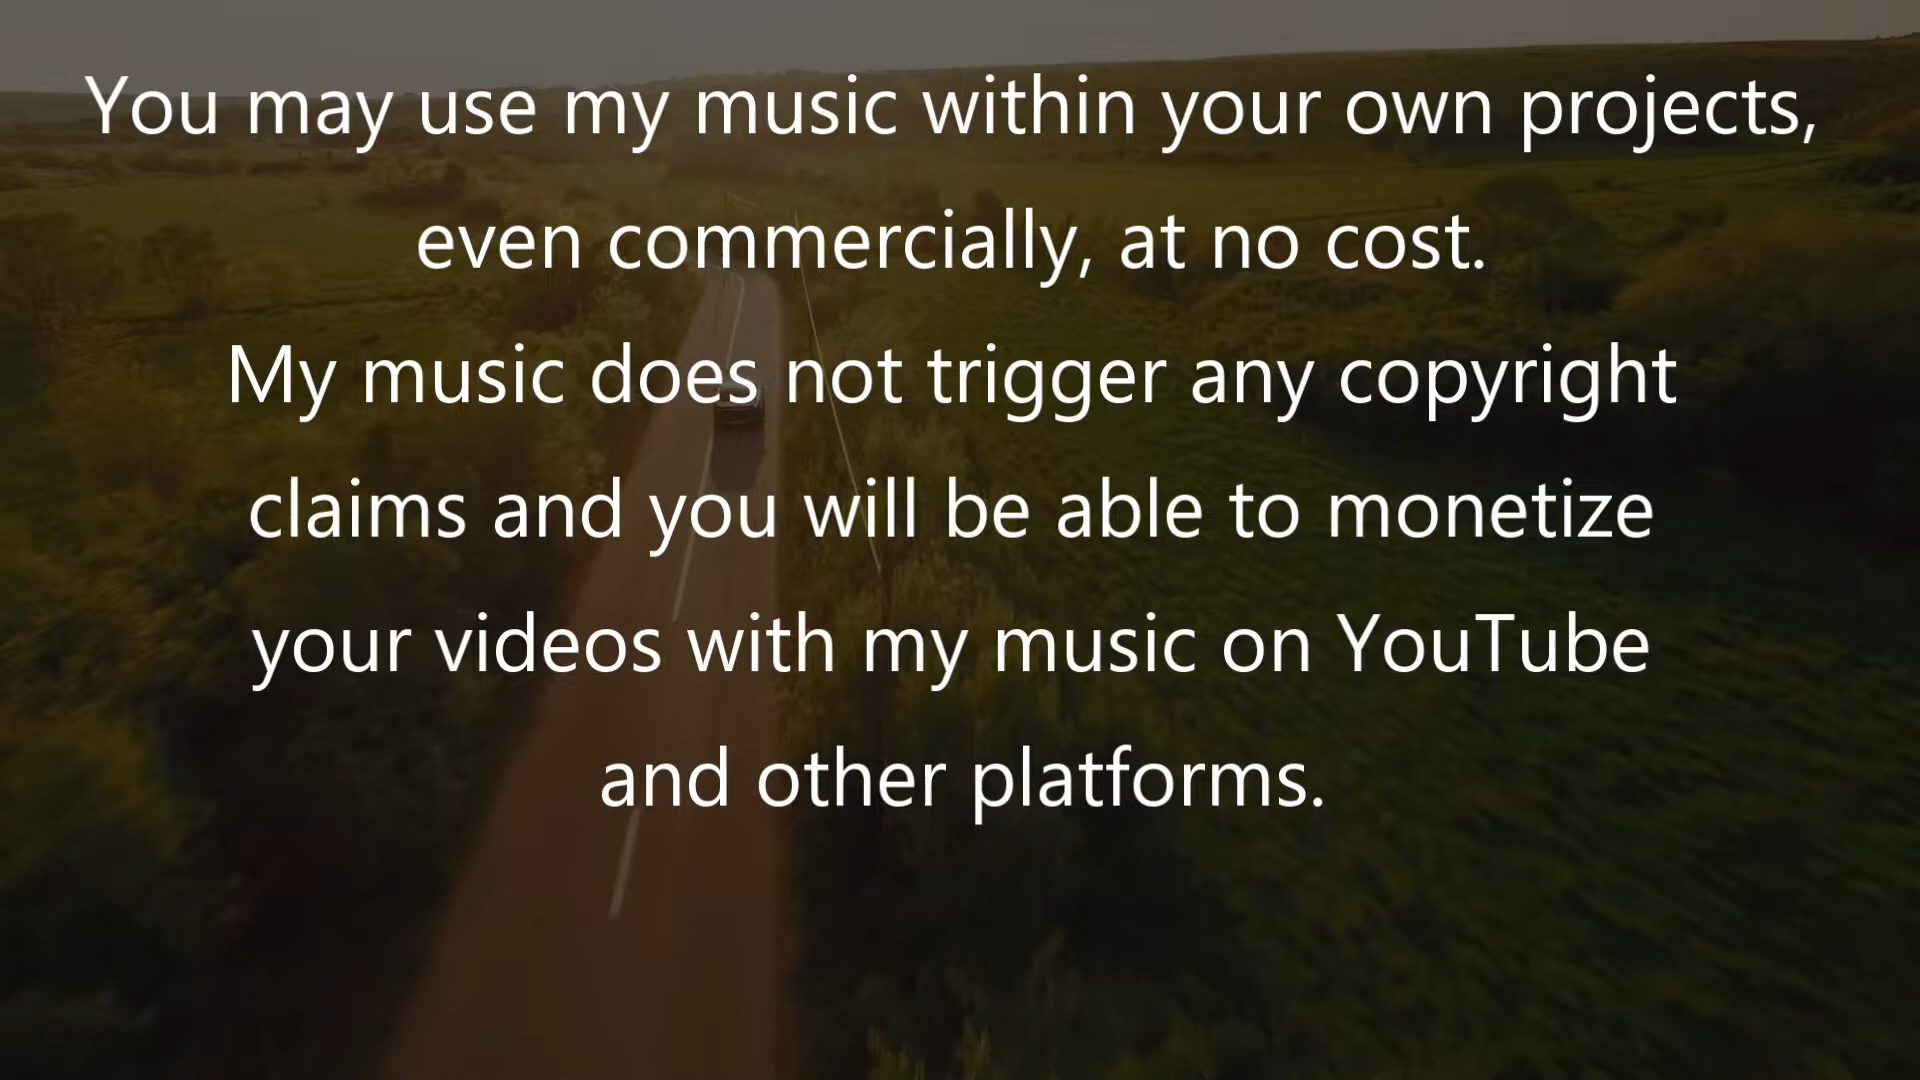 You may use my music within your own projects,
even commercially, at no cost.
My music does not trigger any copyright
claims and you will be able to monetize
your videos with my music on YouTube
and other platforms.